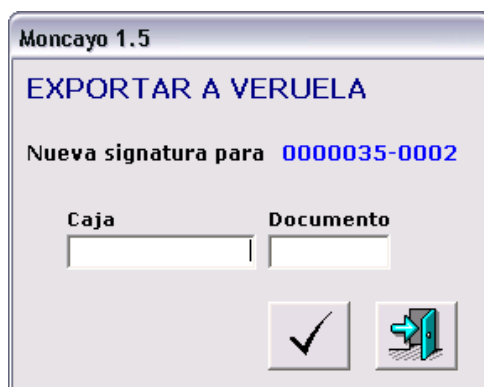 Moncayo 1.5
EXPORTAR A VERUELA
Nueva signatura para 0000035-0002
Caja Documento